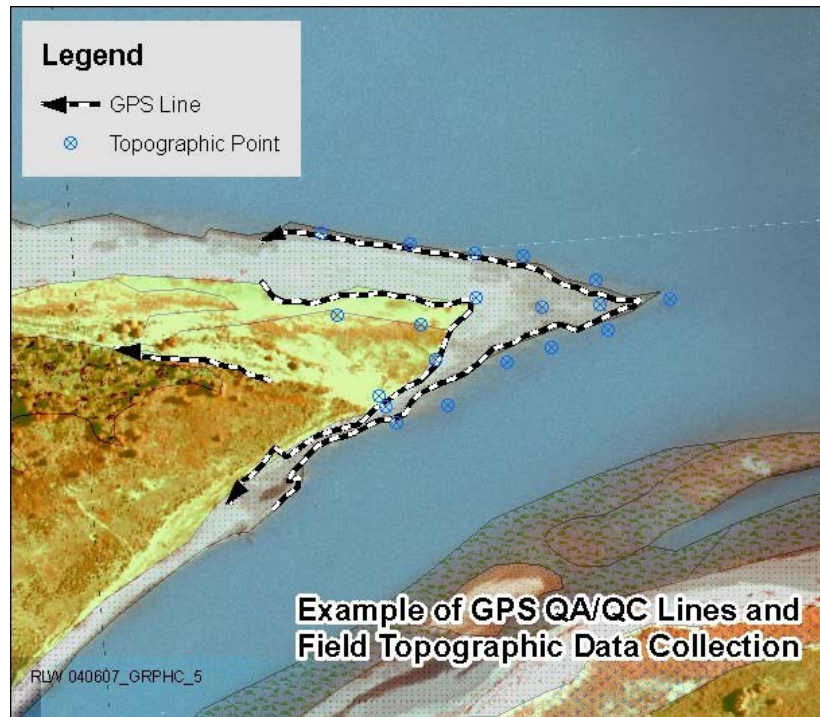 Legend
GPS Line
Topographic Point
Example of GPS QA/QC Lines and
Field Topographic Data Collection
RLW 040607_GRPHC_5